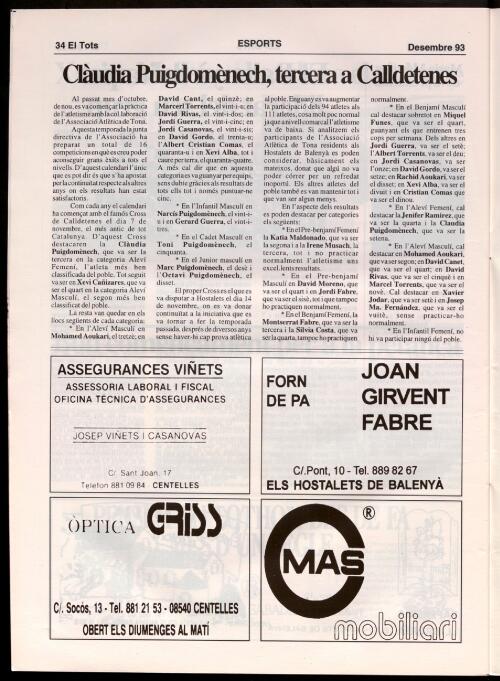 34 El Tots
ESPORTS
Desembre 93
Clàudia Puigdomènech, tercera a Calldetenes
Al passat mes d'octubre,
de nou, es va començar la pràctica
de l'atletisme amb la col.laboració
de l'Associació Atlètica de Tona.
Aquesta temporada la junta
directiva de l'Associació ha
preparat un total de 16
competicions en què es creu poder
aconseguir grans èxits a tots el
nivells. D'aquest calendari l'únic
que es pot dir és que s'ha apostat
per la continuïtat respecte als altres
anys on els resultats han estat
satisfactoris.
Com cada any el calendari
ha començat amb el famós Cross
de Calldetenes el dia 7 de
novembre, el més antic de tot
Catalunya. D'aquest Cross
destacaren la Clàudia
Puigdomènech, que va ser la
tercera en la categoria Aleví
Femení, l'atleta més ben
classificada del poble. Tot seguit
va ser en Xevi Cañizares, que va
ser el quart en la categoria Aleví
Masculí, el segon més ben
classificat del poble.
La resta van quedar en els
llocs següents de cada categoria:
* En l'Aleví Masculí en
Mohamed Aoukari, el tretzè; en
David Cant, el quinzè; en
Marcerl Torrents, el vint-i-u; en
David Rivas, el vint-i-dos; en
Jordi Guerra, el vint-i-cinc; en
Jordi Casanovas, el vint-i-sis;
en David Gordo, el trenta-u;
l'Albert Cristian Comas, el
quaranta-u i en Xevi Alba, tot i
caure per terra, el quaranta-quatre.
A més cal dir que en aquesta
categoria es va guanyar per equips,
sens dubte gràcies als resultats de
tots ells tot i només puntuar-ne
cinc.
* En l'Infantil Masculí en
Narcís Puigdomènech, el vint-i-
u i en Gerard Guerra, el vint-i-
tres.
* En el Cadet Masculí en
Toni Puigdomènech, el
cinquanta.
* En el Junior masculí en
Marc Puigdomènech, el desè i
l'Octavi Puigdomènech, el
disset.
El proper Cross es el que es
va disputar a Hostalets el dia 14
de novembre, on es va donar
continuïtat a la iniciativa que es
va tornar a fer la temporada
passada, després de diversos anys
sense haver-hi cap prova atlètica
al poble. Enguany es va augmentar
la participació dels 94 atletes als
111 atletes, cosa molt poc normal
ja que a nivell comarcal l'atletisme
va de baixa. Si analitzem els
participants de l'Associació
Atlètica de Tona residents als
Hostalets de Balenyà es poden
considerar, bàsicament els
mateixos, donat que algú no va
poder córrer per un refredat
inoportú. Els altres atletes del
poble també es van mantenir tot i
que van ser algun menys.
En l'aspecte dels resultats
es poden destacar per categories
els següents:
* En el Pre-benjamí Femení
la Katia Maldonado, que va ser
la segona i a la Irene Musach, la
tercera, tot i no practicar
normalment l'atletisme uns
excel.lents resultats.
* En el Pre-benjamí
Masculí en David Moreno, que
va ser el quart i en Jordi Fabre,
que va ser el sisè, tot i que tampoc
ho practiquen normalment.
* En el Benjamí Femení, la
Montserrat Fabre, que va ser la
tercera i la Sílvia Costa, que va
ser la quarta, tampoc ho practiquen
normalment.
* En el Benjamí Masculí
cal destacar sobretot en Miquel
Funes, que va ser el quart,
guanyant els que entrenen tres
cops per setmana. Dels altres en
Jordi Guerra, va ser el setè;
l'Albert Torrents, va ser el deu;
en Jordi Casanovas, va ser
l'onze; en David Gordo, va ser el
setze; en Rachid Aoukari, va ser
el disset; en Xevi Alba, va ser el
divuit i en Cristian Comas que
va ser el dinou.
* En l'Aleví Femení, cal
destacar la Jenifer Ramírez, que
va ser la quarta i la Claudia
Puigdomènech, que va ser la
setena.
* En l'Aleví Masculí, cal
destacar en Mohamed Aoukari,
que va ser segon; en David Canet,
que va ser el quart; en David
Rivas, que va ser el cinquè i en
Marcel Torrents, que va ser el
novè. Cal destacar en Xavier
Jodar, que va ser setè i en Josep
Ma. Fernández, que va ser el
vuitè, sense practicar-ho
normalment.
* En l'Infantil Femení, no
hi va participar ningú del poble.
ASSEGURANCES VIÑETS
ASSESSORIA LABORAL I FISCAL
OFICINA TÈCNICA D'ASSEGURANCES
JOSEP VIÑETS I CASANOVAS
C/ Sant Joan, 17
Telefon 881 09 84 CENTELLES
FORN
DE PA
JOAN
GIRVENT
FABRE
C/.Pont, 10 - Tel. 889 82 67
ELS HOSTALETS DE BALENYÀ
ÒPTICA GRISS
C/. Socòs, 13 - Tel. 881 21 53 - 08540 CENTELLES
OBERT ELS DIUMENGES AL MATÍ
®
MAS
mobiliari